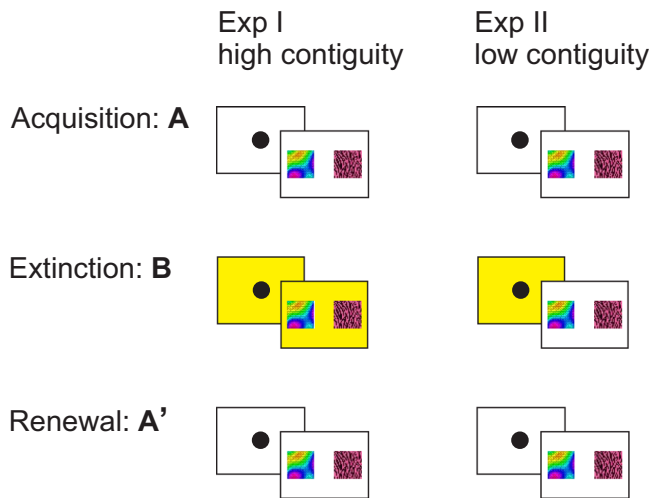 Exp I
high contiguity
Exp II
low contiguity
Acquisition: A
Extinction: B
Renewal: A’